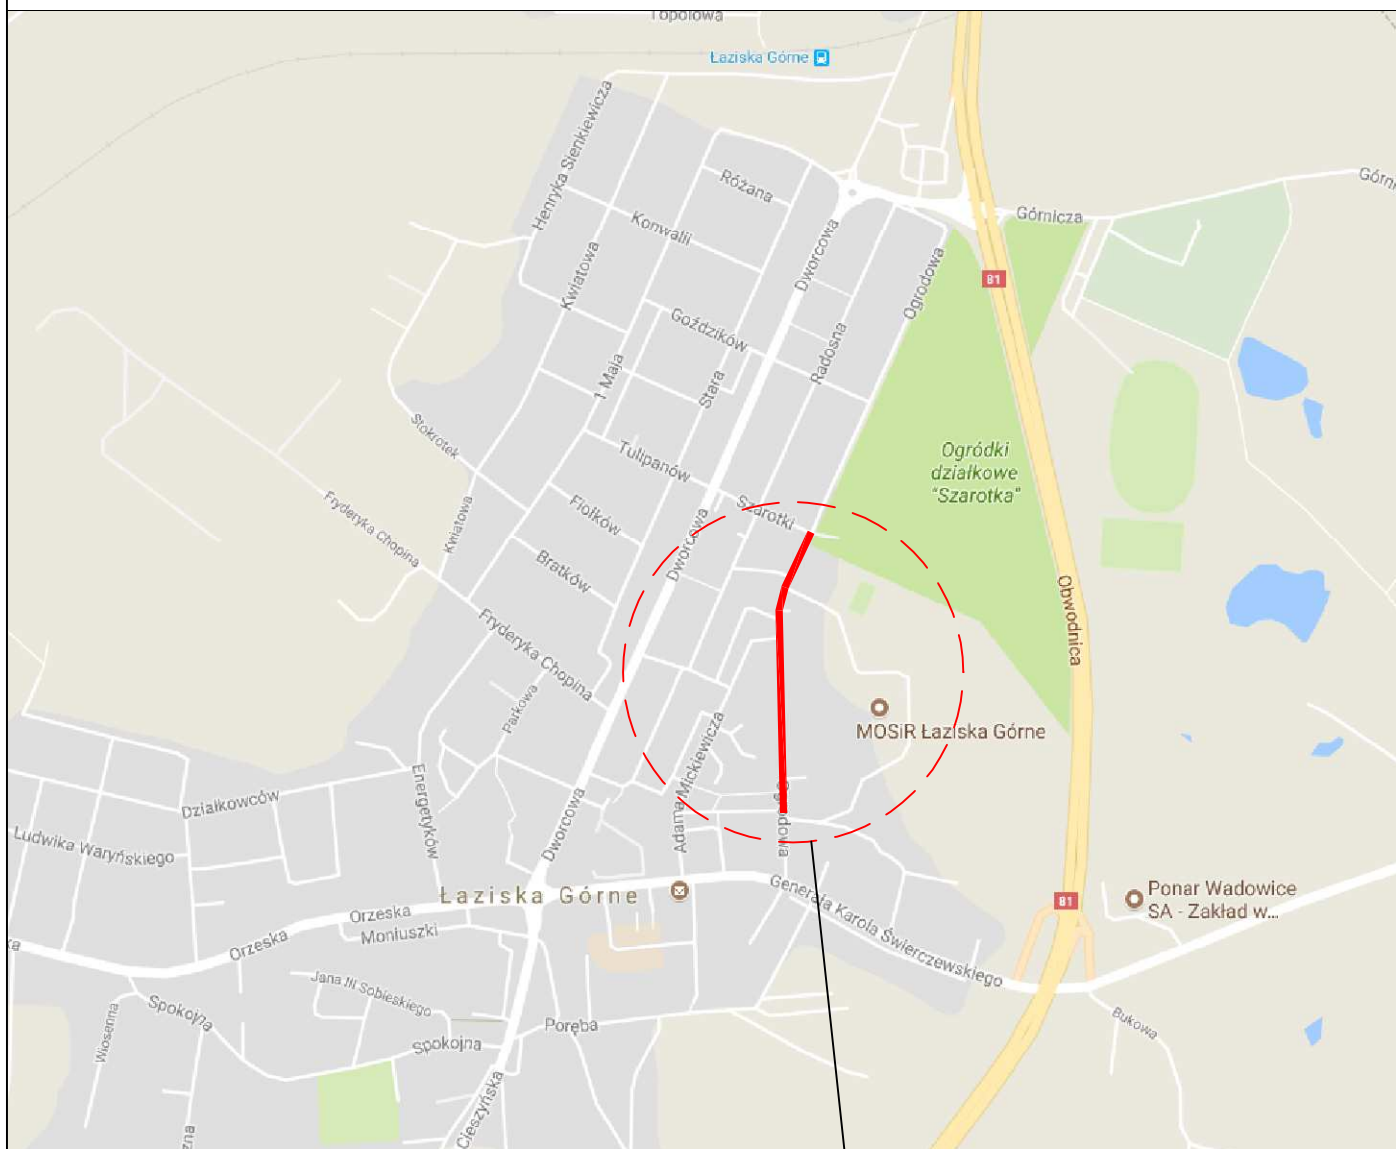 Topolowa
Łaziska Górne
Henryka Sienkiewicza
Różana
Konwalii
Kwiatowa
Dworcowa
Ogrodowa
Górnicza
81
Goździków
Radosna
1 Maja
Stara
Stokrotek
Tulipanów
Ogródki
działkowe
"Szarotka"
Szarotki
Fryderyka Chopina
Kwiatowa
Fiołków
Bratków
Dworcowa
Obwodnica
Fryderyka Chopina
Parkowa
Adama Mickiewicza
MOSiR Łaziska Górne
Energetyków
Działkowców
Ludwika Waryńskiego
Dworcowa
Ogrodowa
Łaziska Górne
Generała Karola Świerczewskiego
81
Ponar Wadowice
SA - Zakład w...
Orzeska
Orzeska
Moniuszki
Jana III Sobieskiego
Wiosenna
Spokojna
Spokojna
Poręba
Bukowa
Cieszyńska